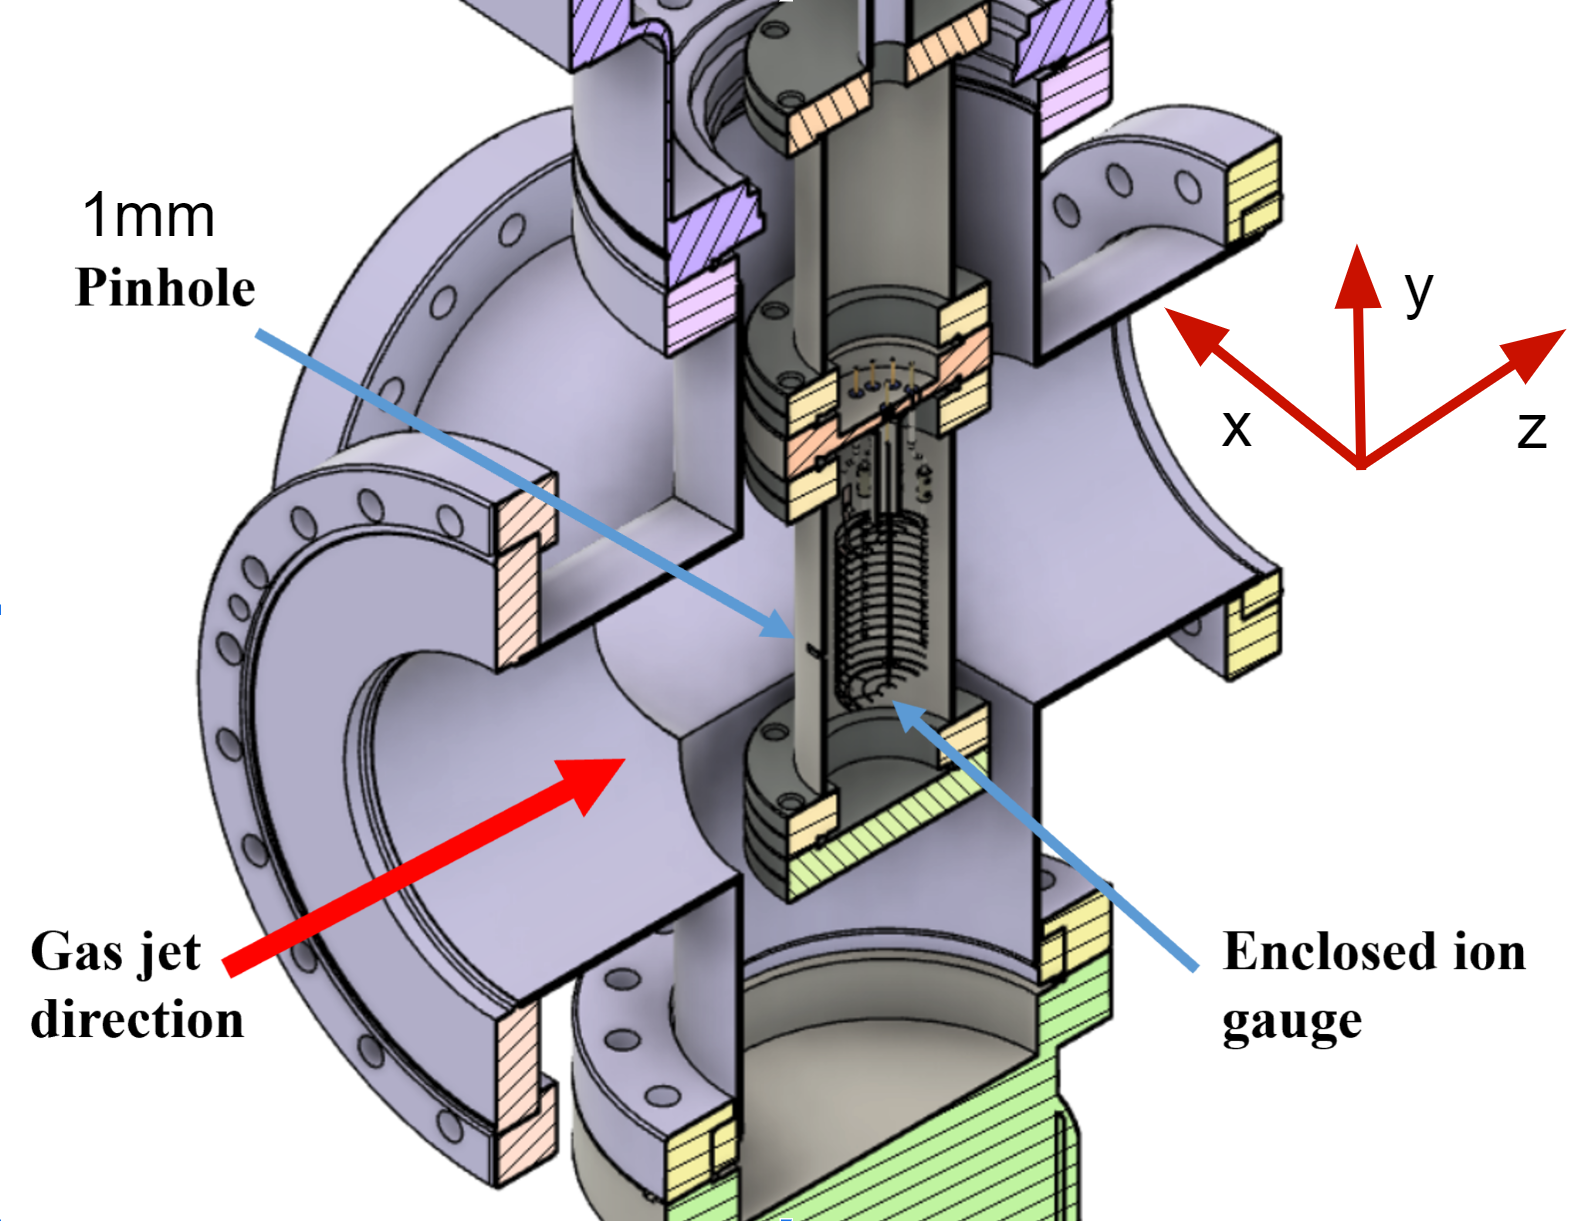 1mm
Pinhole
y
x
z
Gas jet
direction
Enclosed ion
gauge